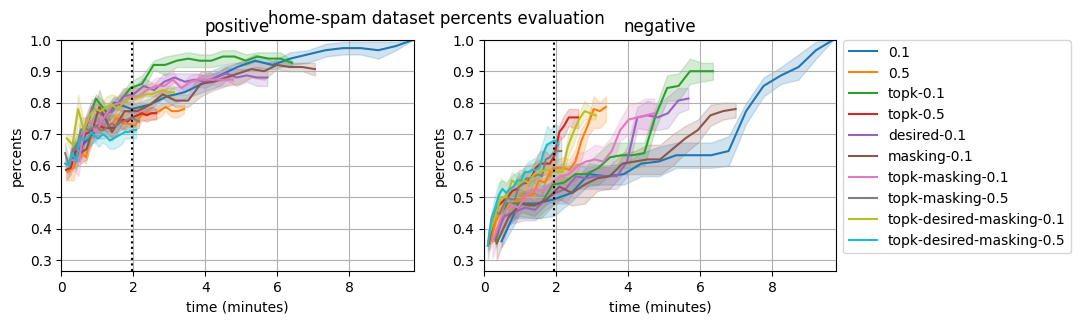 home-spam dataset percents evaluation
positive
negative
1.0
0.9
0.8
0.7
0.6
0.5
0.4
0.3
percents
0
2
4
6
8
time (minutes)
1.0
0.9
0.8
0.7
0.6
0.5
0.4
0.3
percents
0
2
4
6
8
time (minutes)
0.1
0.5
topk-0.1
topk-0.5
desired-0.1
masking-0.1
topk-masking-0.1
topk-masking-0.5
topk-desired-masking-0.1
topk-desired-masking-0.5